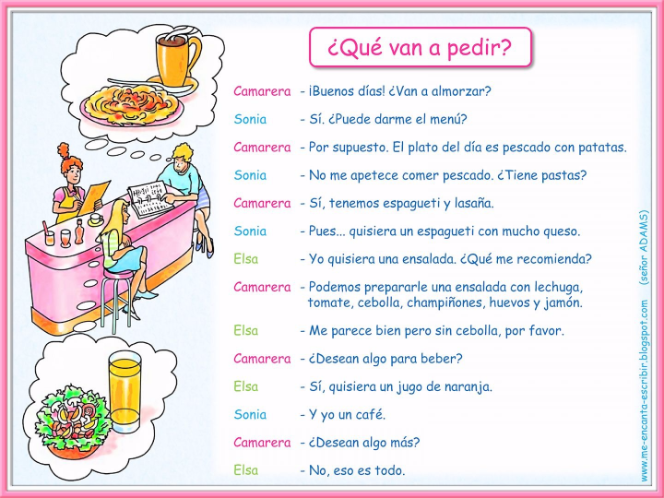 ¿Qué van a pedir?
Camarera - ¡Buenos días! ¿Van a almorzar?
Sonia - Sí. ¿Puede darme el menú?
Camarera - Por supuesto. El plato del día es pescado con patatas.
Sonia - No me apetece comer pescado. ¿Tiene pastas?
Camarera - Sí, tenemos espagueti y lasaña.
Sonia - Pues... quisiera un espagueti con mucho queso.
Elsa - Yo quisiera una ensalada. ¿Qué me recomienda?
Camarera - Podemos prepararle una ensalada con lechuga,
tomate, cebolla, champiñones, huevos y jamón.
Elsa - Me parece bien pero sin cebolla, por favor.
Camarera - ¿Desean algo para beber?
Elsa - Sí, quisiera un jugo de naranja.
Sonia - Y yo un café.
Camarera - ¿Desean algo más?
Elsa - No, eso es todo.
www.me-encanta-escribir.blogspot.com (señor ADAMS)